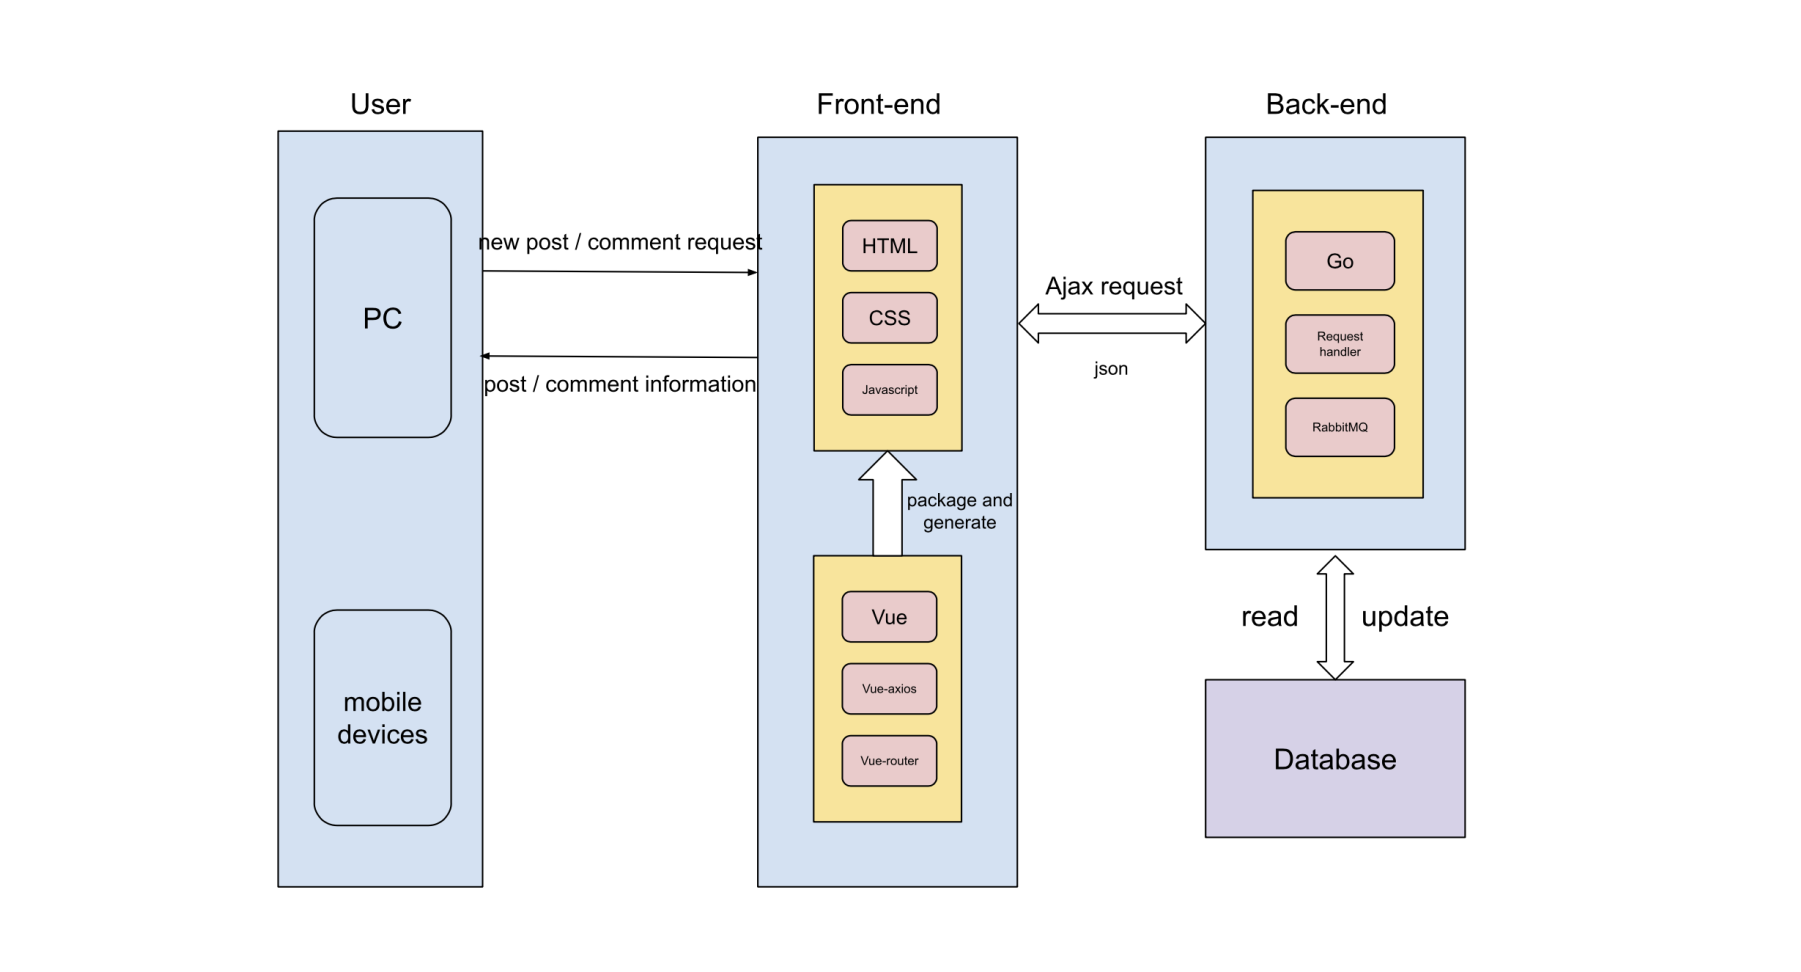 User
Front-end
Back-end
PC
mobile
devices
new post / comment request
post / comment information
HTML
CSS
Javascript
package and
generate
Vue
Vue-axios
Vue-router
Ajax request
json
Go
Request
handler
RabbitMQ
read
update
Database